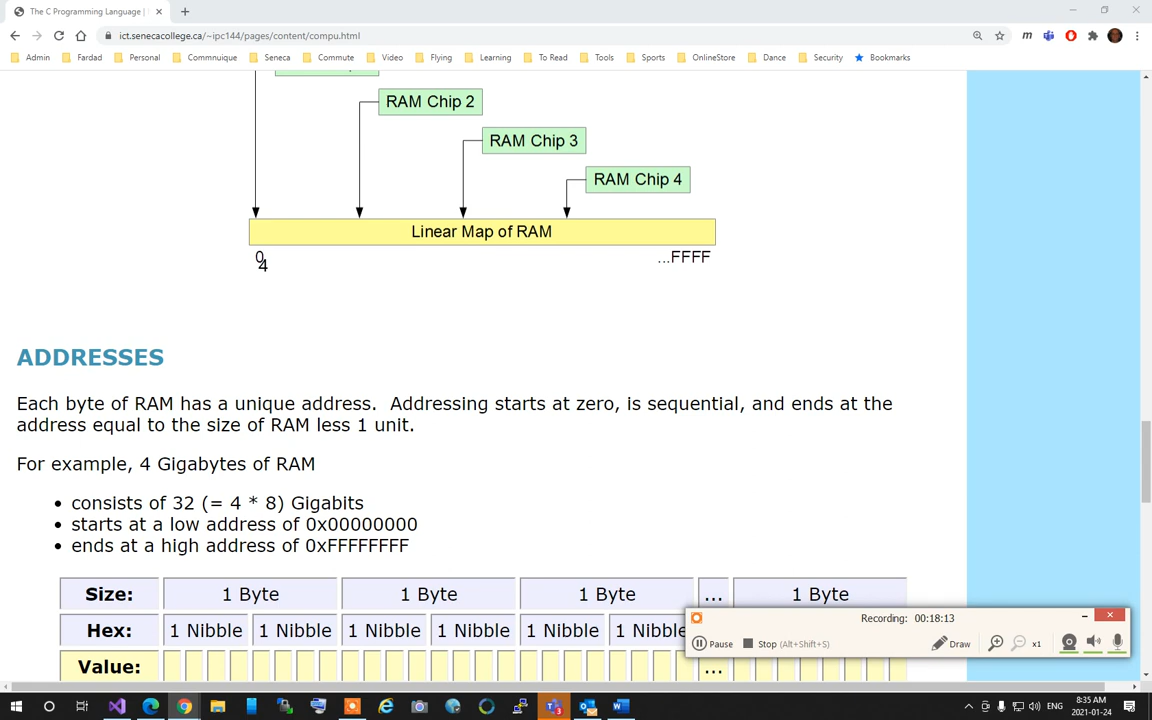 The C Programming Language |
ict.senecacollege.ca/~ipc144/pages/content/compu.html
Admin
Fardad
Personal
Commnuique
Seneca
Commute
Video
Flying
Learning
To Read
Tools
Sports
OnlineStore
Dance
Security
Bookmarks
RAM Chip 2
RAM Chip 3
RAM Chip 4
Linear Map of RAM
0
4
...FFFF
ADDRESSES
Each byte of RAM has a unique address. Addressing starts at zero, is sequential, and ends at the
address equal to the size of RAM less 1 unit.
For example, 4 Gigabytes of RAM
• consists of 32 (= 4 * 8) Gigabits
• starts at a low address of 0x00000000
• ends at a high address of 0xFFFFFFFF
Size: 1 Byte 1 Byte 1 Byte ... 1 Byte
Hex: 1 Nibble 1 Nibble 1 Nibble 1 Nibble 1 Nibble 1 Nibble
Value: ...
Recording: 00:18:13
Pause
Stop (Alt+Shift+S)
Draw
x1
ENG
8:35 AM
2021-01-24